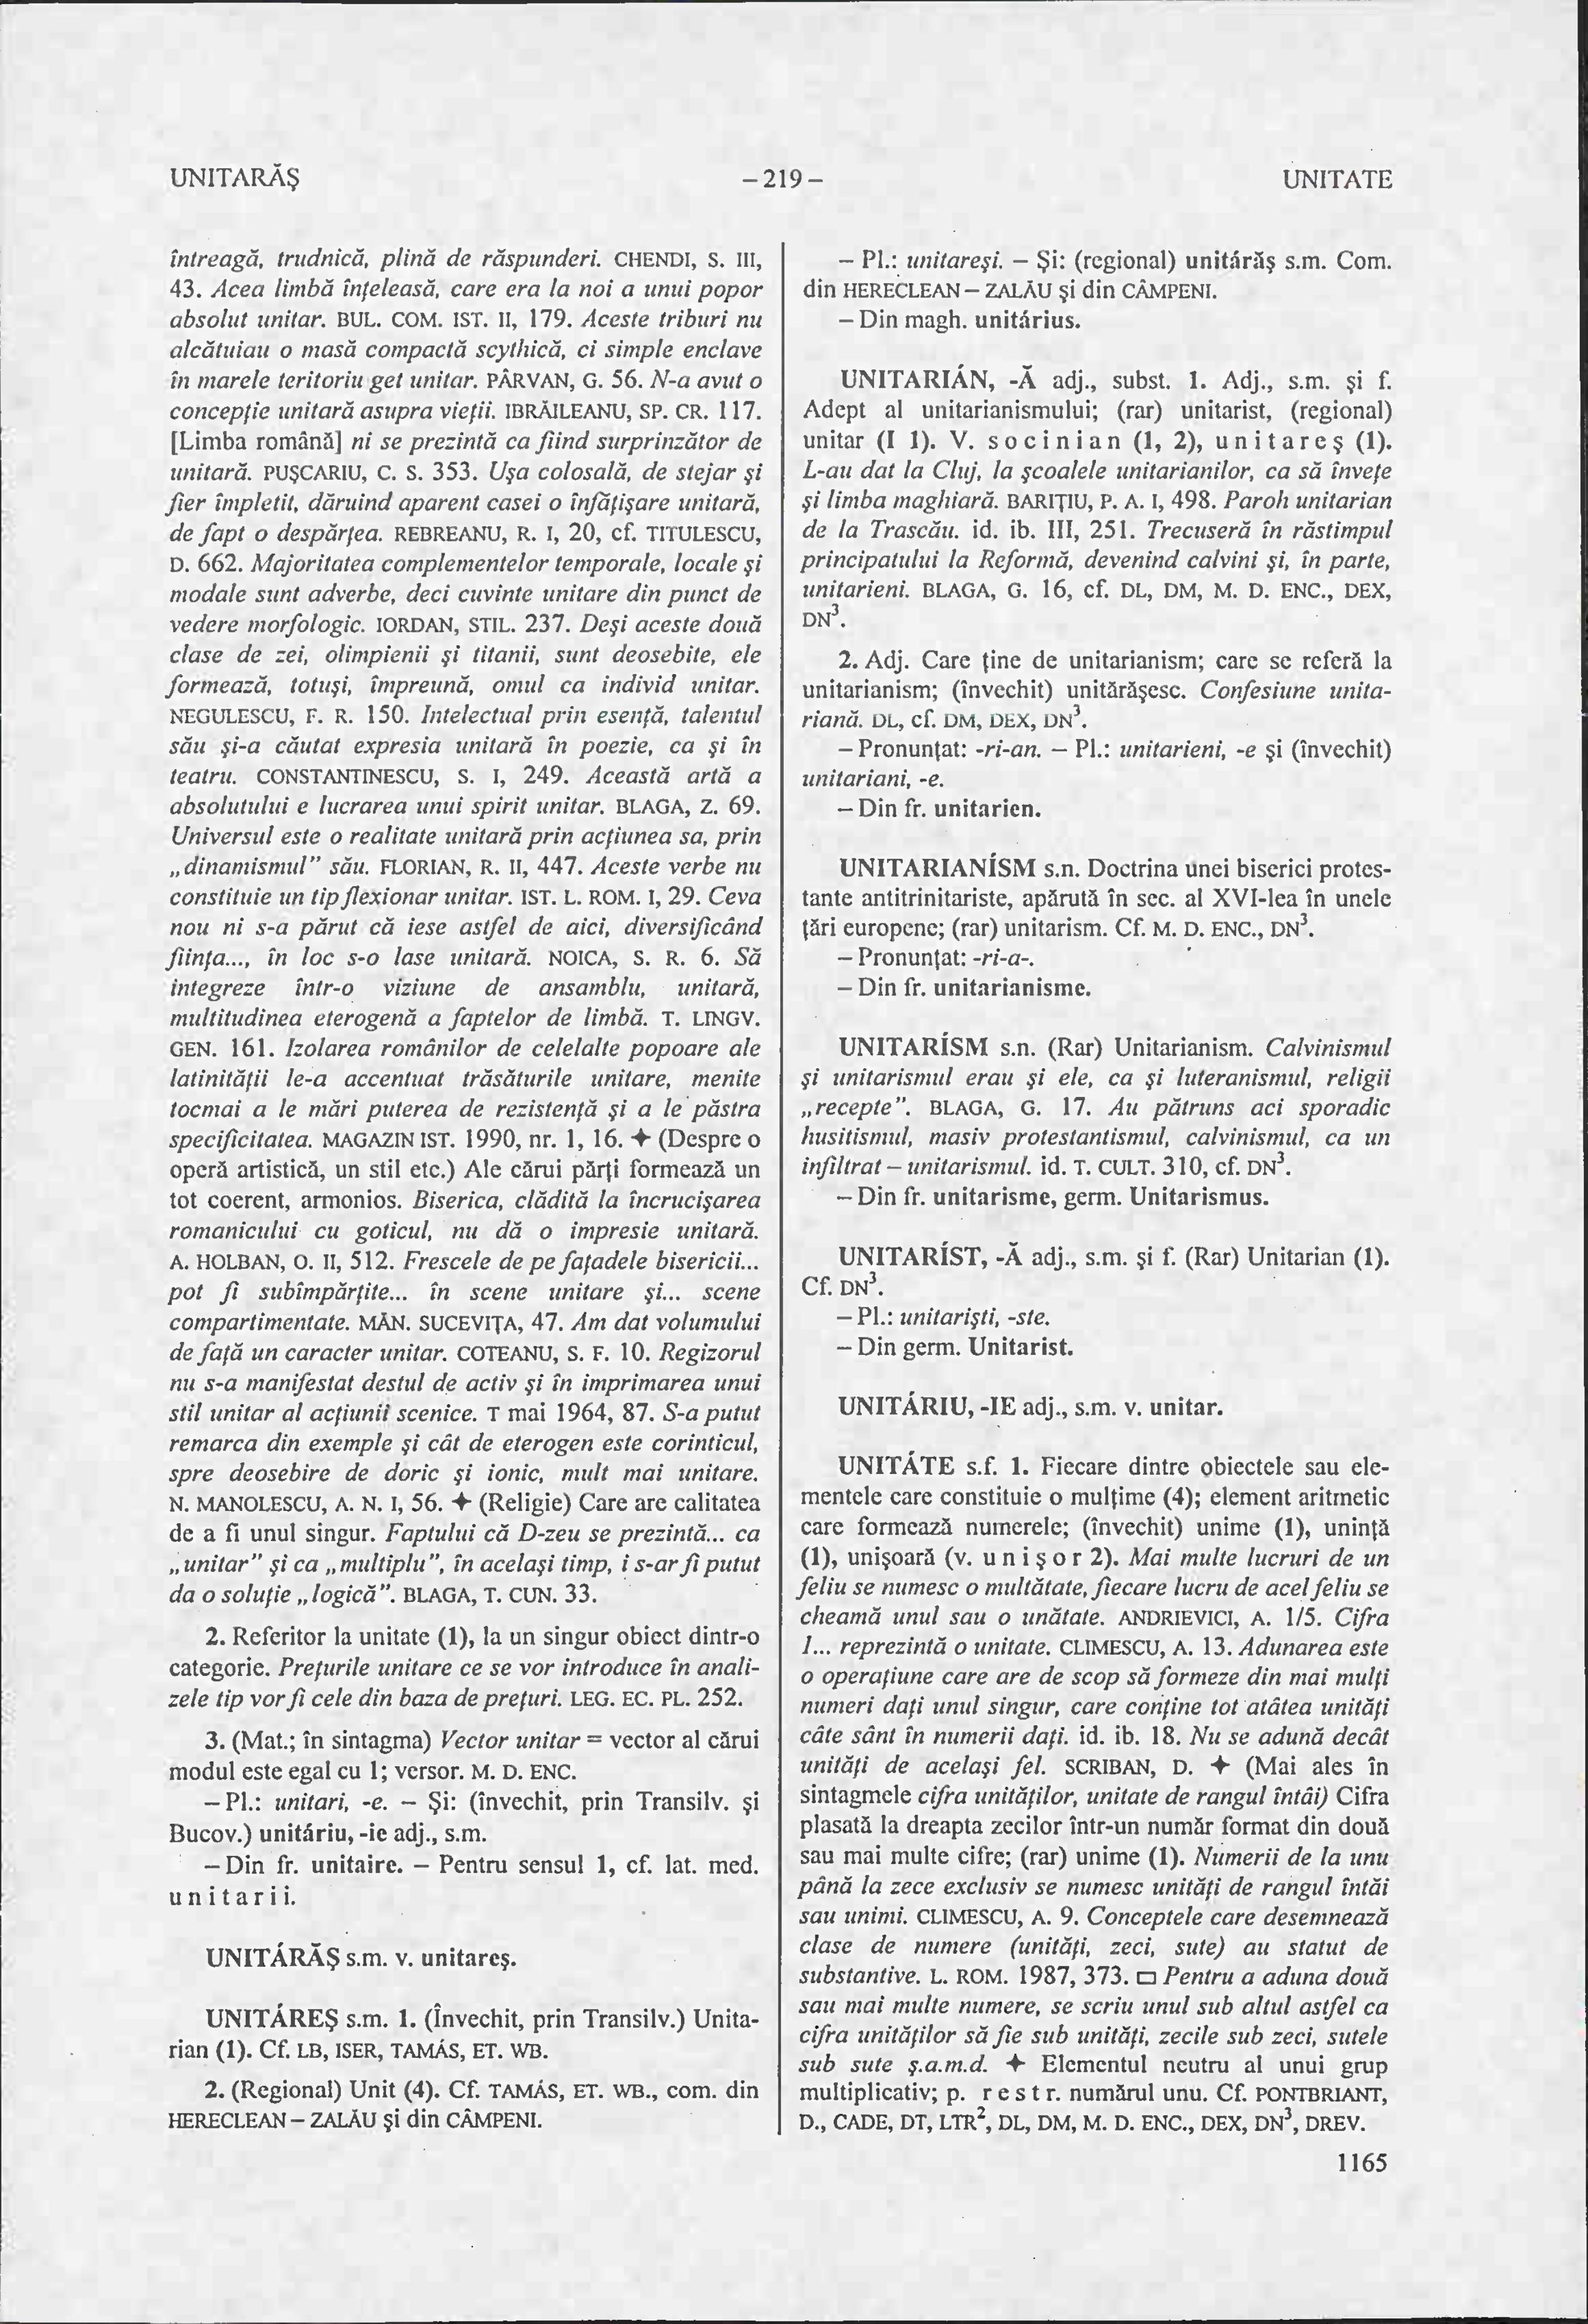 UNITARĂŞ
– 219 –
UNITATE
întreagă, trudnică, plină de răspunderi. CHENDI, S. III,
43. Acea limbă înţeleasă, care era la noi a unui popor
absolut unitar. BUL. COM. IST. II, 179. Aceste triburi nu
alcătuiau o masă compactă scythică, ci simple enclave
în marele teritoriu get unitar. PÂRVAN, G. 56. N-a avut o
concepţie unitară asupra vieţii. IBRĂILEANU, SP. CR. 117.
[Limba română] ni se prezintă ca fiind surprinzător de
unitară. PUŞCARIU, C. S. 353. Uşa colosală, de stejar şi
fier împletit, dăruind aparent casei o înfăţişare unitară,
de fapt o despărţea. REBREANU, R. I, 20, cf. TITULESCU,
D. 662. Majoritatea complementelor temporale, locale şi
modale sunt adverbe, deci cuvinte unitare din punct de
vedere morfologic. IORDAN, STIL. 237. Deşi aceste două
clase de zei, olimpienii şi titanii, sunt deosebite, ele
formează, totuşi, împreună, omul ca individ unitar.
NEGULESCU, F. R. 150. Intelectual prin esenţă, talentul
său şi-a căutat expresia unitară în poezie, ca şi în
teatru. CONSTANTINESCU, S. I, 249. Această artă a
absolutului e lucrarea unui spirit unitar. BLAGA, Z. 69.
Universul este o realitate unitară prin acţiunea sa, prin
„dinamismul” său. FLORIAN, R. II, 447. Aceste verbe nu
constituie un tip flexionar unitar. IST. L. ROM. I, 29. Ceva
nou ni s-a părut că iese astfel de aici, diversificând
fiinţa..., în loc s-o lase unitară. NOICA, S. R. 6. Să
integreze într-o viziune de ansamblu, unitară,
multitudinea eterogenă a faptelor de limbă. T. LINGV.
GEN. 161. Izolarea românilor de celelalte popoare ale
latinităţii le-a accentuat trăsăturile unitare, menite
tocmai a le mări puterea de rezistenţă şi a le păstra
specificitatea. MAGAZIN IST. 1990, nr. 1, 16. ✦ (Despre o
operă artistică, un stil etc.) Ale cărui părţi formează un
tot coerent, armonios. Biserica, clădită la încrucişarea
romanicului cu goticul, nu dă o impresie unitară.
A. HOLBAN, O. II, 512. Frescele de pe faţadele bisericii...
pot fi subîmpărţite... în scene unitare şi... scene
compartimentate. MĂN. SUCEVIŢA, 47. Am dat volumului
de faţă un caracter unitar. COTEANU, S. F. 10. Regizorul
nu s-a manifestat destul de activ şi în imprimarea unui
stil unitar al acţiunii scenice. T mai 1964, 87. S-a putut
remarca din exemple şi cât de eterogen este corinticul,
spre deosebire de doric şi ionic, mult mai unitare.
N. MANOLESCU, A. N. I, 56. ✦ (Religie) Care are calitatea
de a fi unul singur. Faptului că D-zeu se prezintă... ca
„unitar” şi ca „multiplu”, în acelaşi timp, i s-ar fi putut
da o soluţie „logică”. BLAGA, T. CUN. 33.
2. Referitor la unitate (1), la un singur obiect dintr-o
categorie. Preţurile unitare ce se vor introduce în anali-
zele tip vor fi cele din baza de preţuri. LEG. EC. PL. 252.
3. (Mat.; în sintagma) Vector unitar = vector al cărui
modul este egal cu 1; versor. M. D. ENC.
– Pl.: unitari, -e. – Şi: (învechit, prin Transilv. şi
Bucov.) unitáriu, -ie adj., s.m.
– Din fr. unitaire. – Pentru sensul 1, cf. lat. med.
unitarii.
UNITÁRĂŞ s.m. v. unitareş.
UNITÁREŞ s.m. 1. (Învechit, prin Transilv.) Unita-
rian (1). Cf. LB, ISER, TAMÁS, ET. WB.
2. (Regional) Unit (4). Cf. TAMÁS, ET. WB., com. din
HERECLEAN – ZALĂU şi din CÂMPENI.
– Pl.: unitareşi. – Şi: (regional) unitárăş s.m. Com.
din HERECLEAN – ZALĂU şi din CÂMPENI.
– Din magh. unitárius.
UNITARIÁN, -Ă adj., subst. 1. Adj., s.m. şi f.
Adept al unitarianismului; (rar) unitarist, (regional)
unitar (I 1). V. socinian (1, 2), unitareş (1).
L-au dat la Cluj, la şcoalele unitarianilor, ca să înveţe
şi limba maghiară. BARIŢIU, P. A. I, 498. Paroh unitarian
de la Trascău. id. ib. III, 251. Trecuseră în răstimpul
principatului la Reformă, devenind calvini şi, în parte,
unitarieni. BLAGA, G. 16, cf. DL, DM, M. D. ENC., DEX,
DN³.
2. Adj. Care ţine de unitarianism; care se referă la
unitarianism; (învechit) unitărăşesc. Confesiune unita-
riană. DL, cf. DM, DEX, DN³.
– Pronunţat: -ri-an. – Pl.: unitarieni, -e şi (învechit)
unitariani, -e.
– Din fr. unitarien.
UNITARIANÍSM s.n. Doctrina unei biserici protes-
tante antitrinitariste, apărută în sec. al XVI-lea în unele
ţări europene; (rar) unitarism. Cf. M. D. ENC., DN³.
– Pronunţat: -ri-a-.
– Din fr. unitarianisme.
UNITARÍSM s.n. (Rar) Unitarianism. Calvinismul
şi unitarismul erau şi ele, ca şi luteranismul, religii
„recepte”. BLAGA, G. 17. Au pătruns aci sporadic
husitismul, masiv protestantismul, calvinismul, ca un
infiltrat – unitarismul. id. T. CULT. 310, cf. DN³.
– Din fr. unitarisme, germ. Unitarismus.
UNITARÍST, -Ă adj., s.m. şi f. (Rar) Unitarian (1).
Cf. DN³.
– Pl.: unitarişti, -ste.
– Din germ. Unitarist.
UNITÁRIU, -IE adj., s.m. v. unitar.
UNITÁTE s.f. 1. Fiecare dintre obiectele sau ele-
mentele care constituie o mulţime (4); element aritmetic
care formează numerele; (învechit) unime (1), uninţă
(1), unişoară (v. unişor 2). Mai multe lucruri de un
feliu se numesc o multătate, fiecare lucru de acel feliu se
cheamă unul sau o unătate. ANDRIEVICI, A. 1/5. Cifra
1... reprezintă o unitate. CLIMESCU, A. 13. Adunarea este
o operaţiune care are de scop să formeze din mai mulţi
numeri daţi unul singur, care conţine tot atâtea unităţi
câte sânt în numerii daţi. id. ib. 18. Nu se adună decât
unităţi de acelaşi fel. SCRIBAN, D. ✦ (Mai ales în
sintagmele cifra unităţilor, unitate de rangul întâi) Cifra
plasată la dreapta zecilor într-un număr format din două
sau mai multe cifre; (rar) unime (1). Numerii de la unu
până la zece exclusiv se numesc unităţi de rangul întăi
sau unimi. CLIMESCU, A. 9. Conceptele care desemnează
clase de numere (unităţi, zeci, sute) au statut de
substantive. L. ROM. 1987, 373. ▭ Pentru a aduna două
sau mai multe numere, se scriu unul sub altul astfel ca
cifra unităţilor să fie sub unităţi, zecile sub zeci, sutele
sub sute ş.a.m.d. ✦ Elementul neutru al unui grup
multiplicativ; p. restr. numărul unu. Cf. PONTBRIANT,
D., CADE, DT, LTR², DL, DM, M. D. ENC., DEX, DN³, DREV.
1165